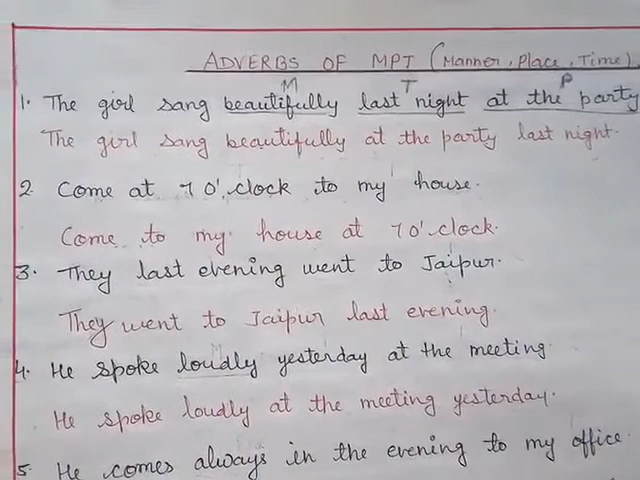 ADVERBS OF MPT (Manner, Place, Time)
M T P
1. The girl sang beautifully last night at the party
The girl sang beautifully at the party last night.
2 Come at 7 O'clock to my house.
Come to my house at 7 O'clock.
3. They last evening went to Jaipur.
They went to Jaipur last evening.
4. He spoke loudly yesterday at the meeting
He spoke loudly at the meeting yesterday.
5. He comes always in the evening to my office.